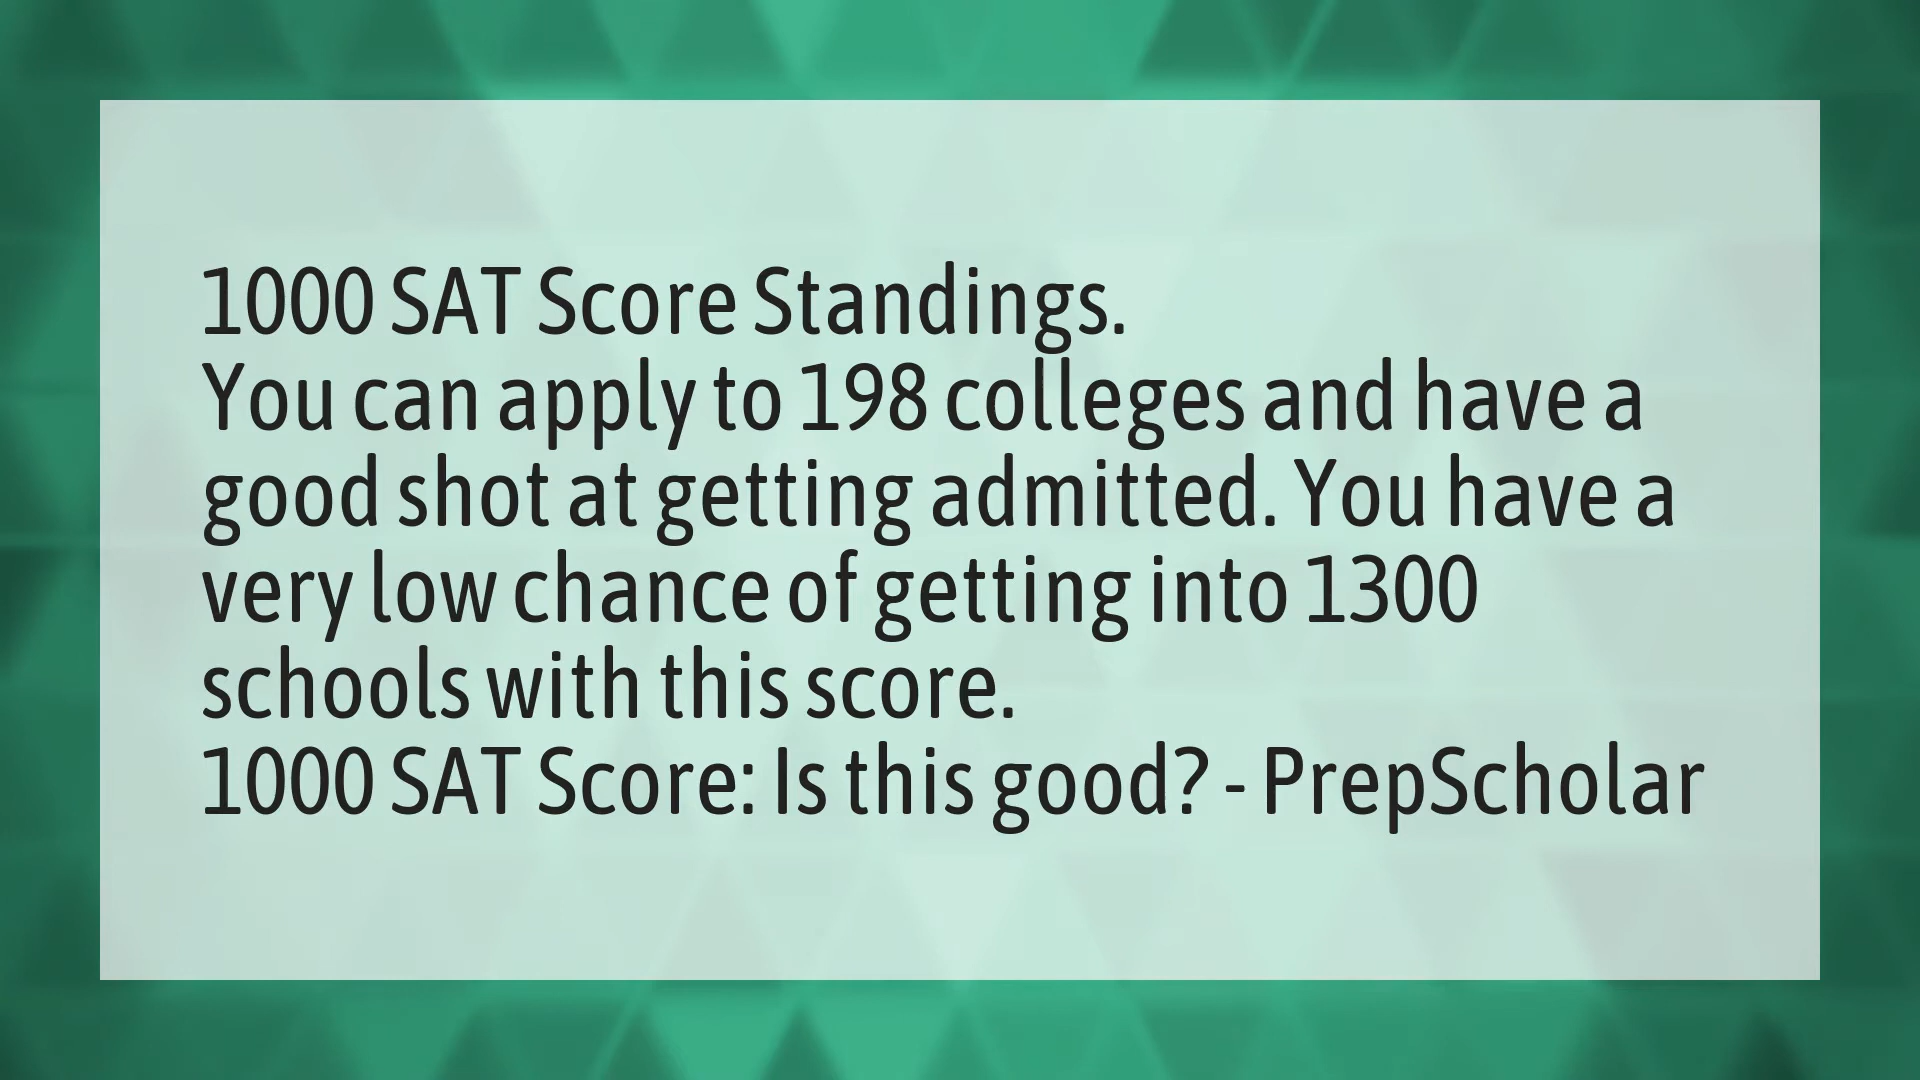 1000 SAT Score Standings.
You can apply to 198 colleges and have a
good shot at getting admitted. You have a
very low chance of getting into 1300
schools with this score.
1000 SAT Score: Is this good? - PrepScholar